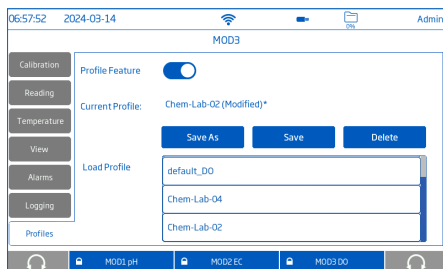 06:57:52 2024-03-14 0% Admin
MOD3
Calibration
Reading
Temperature
View
Alarms
Logging
Profiles
Profile Feature
Current Profile: Chem-Lab-02 (Modified)*
Save As Save Delete
Load Profile
default_DO
Chem-Lab-04
Chem-Lab-02
MOD1 pH MOD2 EC MOD3 DO